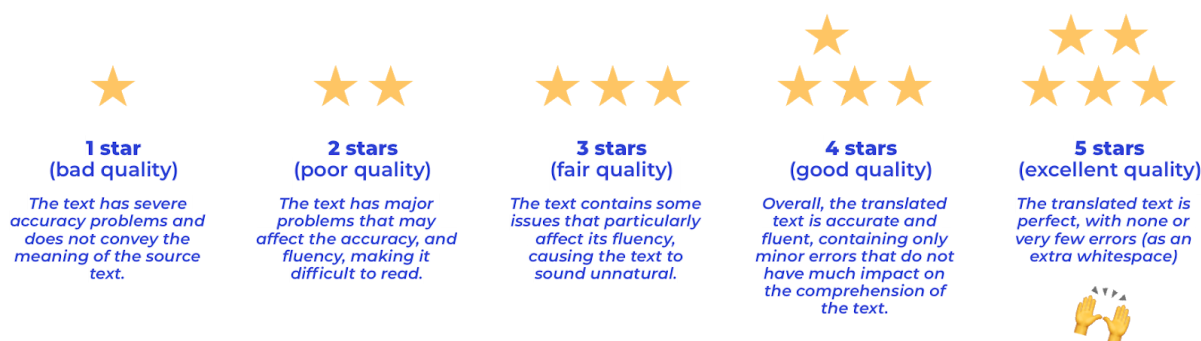 1 star
(bad quality)
The text has severe
accuracy problems and
does not convey the
meaning of the source
text.
2 stars
(poor quality)
The text has major
problems that may
affect the accuracy, and
fluency, making it
difficult to read.
3 stars
(fair quality)
The text contains some
issues that particularly
affect its fluency,
causing the text to
sound unnatural.
4 stars
(good quality)
Overall, the translated
text is accurate and
fluent, containing only
minor errors that do not
have much impact on
the comprehension of
the text.
5 stars
(excellent quality)
The translated text is
perfect, with none or
very few errors (as an
extra whitespace)